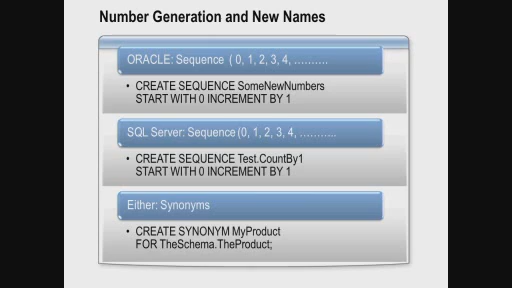 Number Generation and New Names
ORACLE: Sequence ( 0, 1, 2, 3, 4, ……….
• CREATE SEQUENCE SomeNewNumbers
START WITH 0 INCREMENT BY 1
SQL Server: Sequence (0, 1, 2, 3, 4, ………...
• CREATE SEQUENCE Test.CountBy1
START WITH 0 INCREMENT BY 1
Either: Synonyms
• CREATE SYNONYM MyProduct
FOR TheSchema.TheProduct;